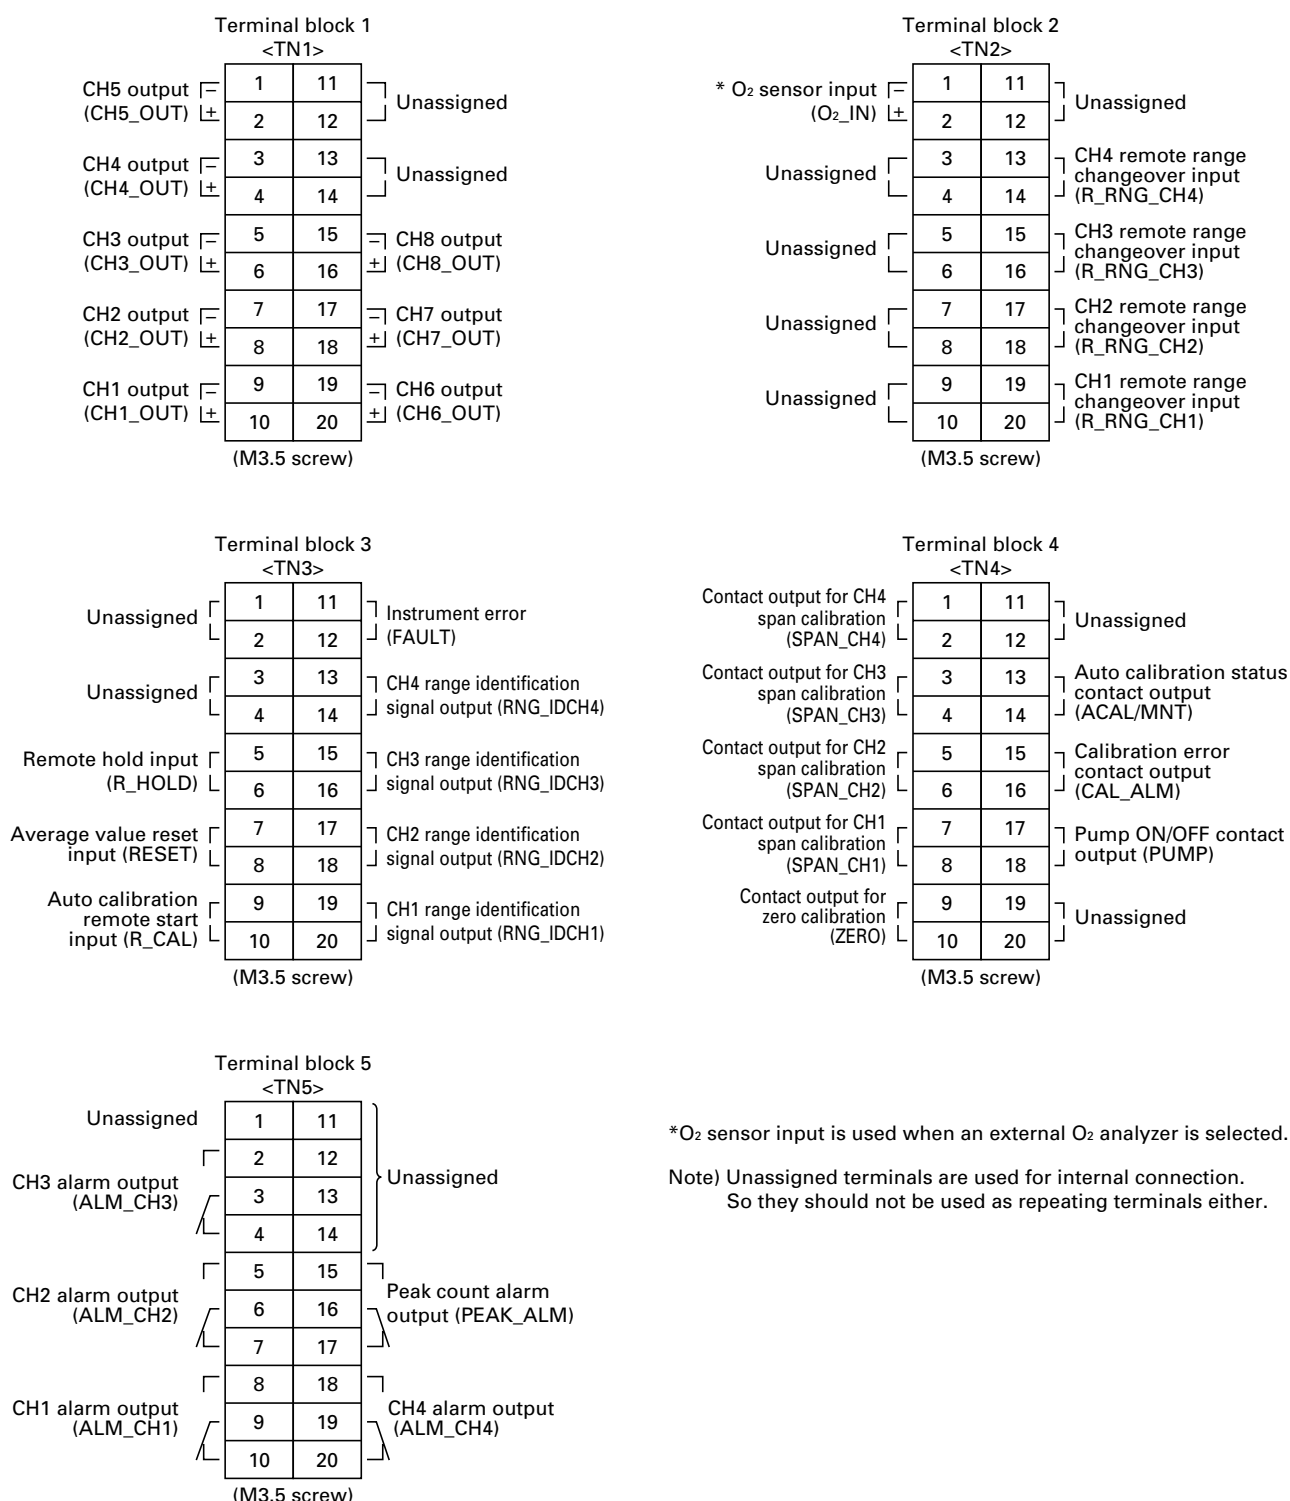 Terminal block 1
<TN1>
CH5 output
(CH5_OUT)
CH4 output
(CH4_OUT)
CH3 output
(CH3_OUT)
CH2 output
(CH2_OUT)
CH1 output
(CH1_OUT)
− 1 11
+ 2 12
− 3 13
+ 4 14
− 5 15 −
+ 6 16 +
− 7 17 −
+ 8 18 +
− 9 19 −
+ 10 20 +
Unassigned
Unassigned
CH8 output
(CH8_OUT)
CH7 output
(CH7_OUT)
CH6 output
(CH6_OUT)
(M3.5 screw)
Terminal block 2
<TN2>
* O2 sensor input
(O2_IN)
Unassigned
Unassigned
Unassigned
Unassigned
− 1 11
+ 2 12
3 13
4 14
5 15
6 16
7 17
8 18
9 19
10 20
Unassigned
CH4 remote range
changeover input
(R_RNG_CH4)
CH3 remote range
changeover input
(R_RNG_CH3)
CH2 remote range
changeover input
(R_RNG_CH2)
CH1 remote range
changeover input
(R_RNG_CH1)
(M3.5 screw)
Terminal block 3
<TN3>
Unassigned
Unassigned
Remote hold input
(R_HOLD)
Average value reset
input (RESET)
Auto calibration
remote start
input (R_CAL)
1 11
2 12
3 13
4 14
5 15
6 16
7 17
8 18
9 19
10 20
Instrument error
(FAULT)
CH4 range identification
signal output (RNG_IDCH4)
CH3 range identification
signal output (RNG_IDCH3)
CH2 range identification
signal output (RNG_IDCH2)
CH1 range identification
signal output (RNG_IDCH1)
(M3.5 screw)
Terminal block 4
<TN4>
Contact output for CH4
span calibration
(SPAN_CH4)
Contact output for CH3
span calibration
(SPAN_CH3)
Contact output for CH2
span calibration
(SPAN_CH2)
Contact output for CH1
span calibration
(SPAN_CH1)
Contact output for
zero calibration
(ZERO)
1 11
2 12
3 13
4 14
5 15
6 16
7 17
8 18
9 19
10 20
Unassigned
Auto calibration status
contact output
(ACAL/MNT)
Calibration error
contact output
(CAL_ALM)
Pump ON/OFF contact
output (PUMP)
Unassigned
(M3.5 screw)
Terminal block 5
<TN5>
Unassigned
CH3 alarm output
(ALM_CH3)
CH2 alarm output
(ALM_CH2)
CH1 alarm output
(ALM_CH1)
1 11
2 12
3 13
4 14
5 15
6 16
7 17
8 18
9 19
10 20
Unassigned
Peak count alarm
output (PEAK_ALM)
CH4 alarm output
(ALM_CH4)
(M3.5 screw)
*O2 sensor input is used when an external O2 analyzer is selected.
Note) Unassigned terminals are used for internal connection.
So they should not be used as repeating terminals either.